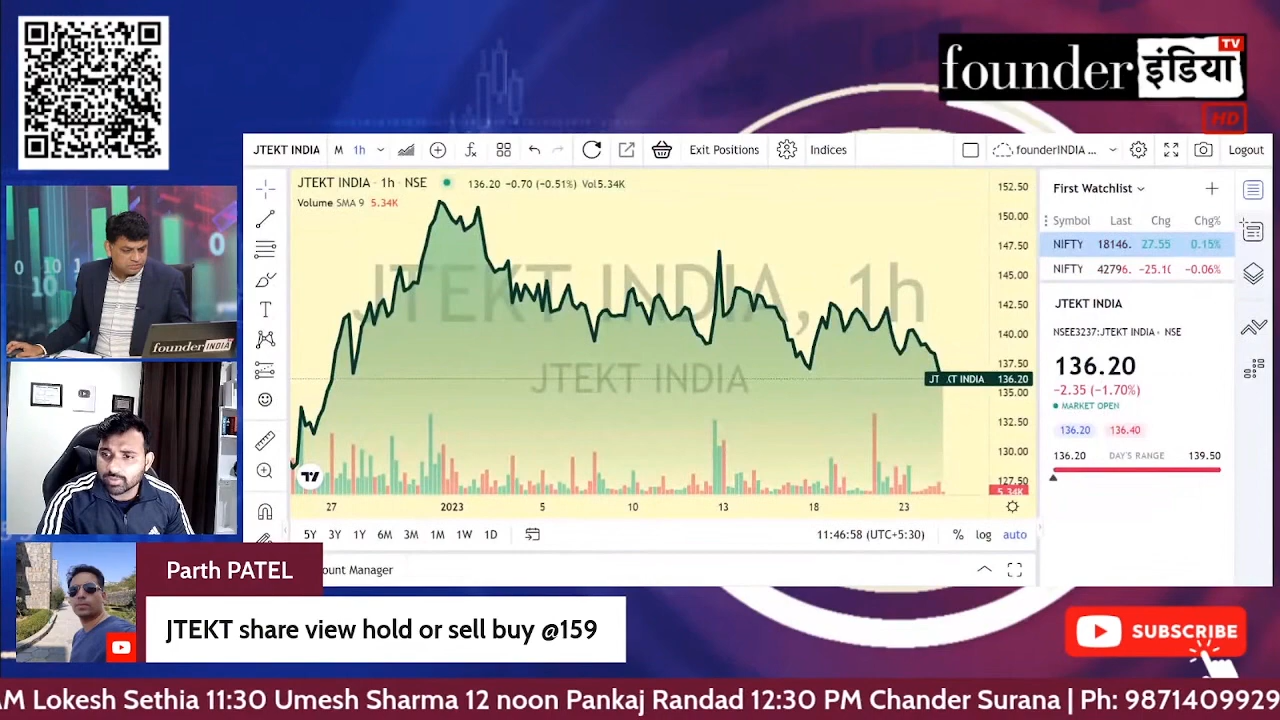 founder इंडिया TV
HD
JTEKT INDIA M 1h Exit Positions Indices founderINDIA ... Logout
JTEKT INDIA · 1h · NSE 136.20 −0.70 (−0.51%) Vol5.34K
Volume SMA 9 5.34K
JTEKT INDIA, 1h
JTEKT INDIA
152.50
150.00
147.50
145.00
142.50
140.00
137.50
JTEKT INDIA 136.20
135.00
132.50
130.00
127.50
5.34K
27 2023 5 10 13 18 23
5Y 3Y 1Y 6M 3M 1M 1W 1D 11:46:58 (UTC+5:30) % log auto
ount Manager
First Watchlist
Symbol Last Chg Chg%
NIFTY 18146. 27.55 0.15%
NIFTY 42796. -25.1( -0.06%
JTEKT INDIA
NSEE3237:JTEKT INDIA · NSE
136.20
−2.35 (−1.70%)
MARKET OPEN
136.20 136.40
136.20 DAY'S RANGE 139.50
founder INDIA
Parth PATEL
JTEKT share view hold or sell buy @159
SUBSCRIBE
AM Lokesh Sethia 11:30 Umesh Sharma 12 noon Pankaj Randad 12:30 PM Chander Surana | Ph: 9871409929